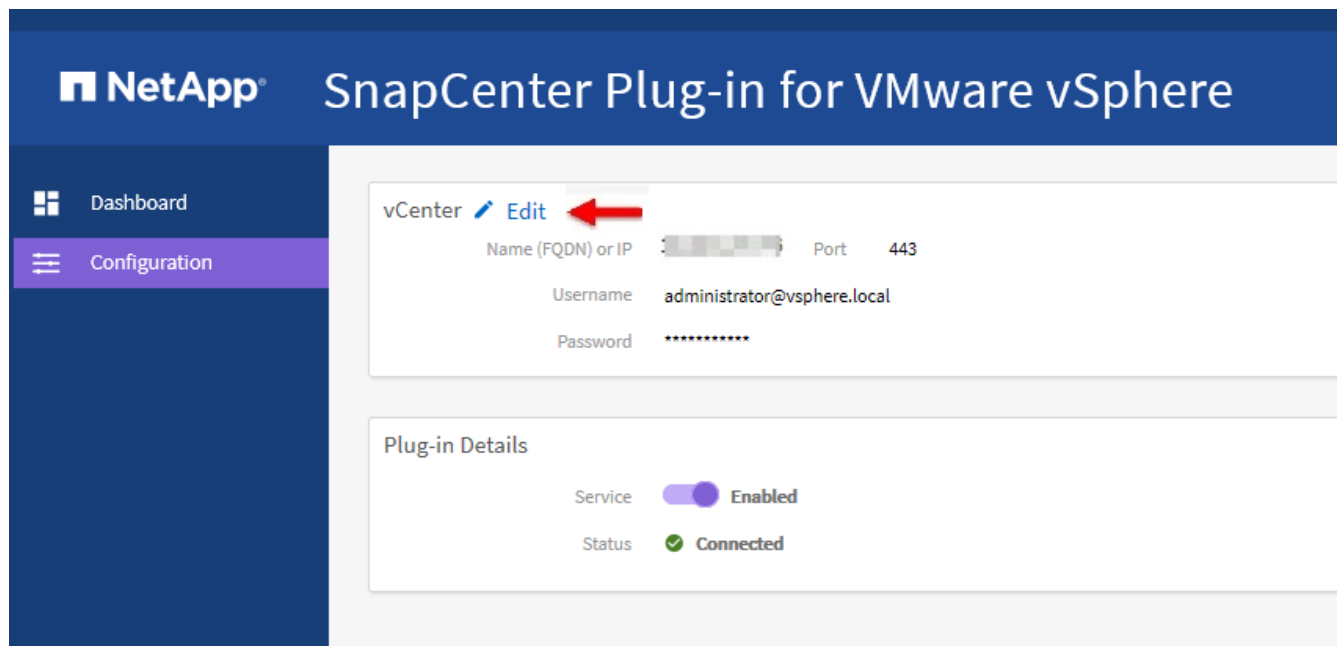 NetApp® SnapCenter Plug-in for VMware vSphere
Dashboard
Configuration
vCenter Edit
Name (FQDN) or IP Port 443
Username administrator@vsphere.local
Password ***********
Plug-in Details
Service Enabled
Status Connected